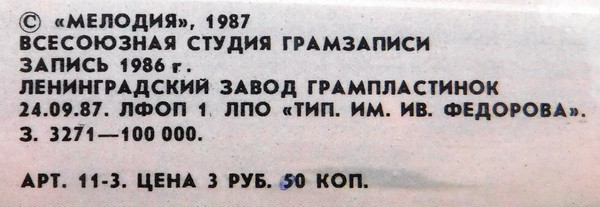 © «МЕЛОДИЯ», 1987
ВСЕСОЮЗНАЯ СТУДИЯ ГРАМЗАПИСИ
ЗАПИСЬ 1986 г.
ЛЕНИНГРАДСКИЙ ЗАВОД ГРАМПЛАСТИНОК
24.09.87. ЛФОП 1 ЛПО «ТИП. ИМ. ИВ. ФЕДОРОВА».
З. 3271—100 000.
АРТ. 11-3. ЦЕНА 3 РУБ. 50 КОП.